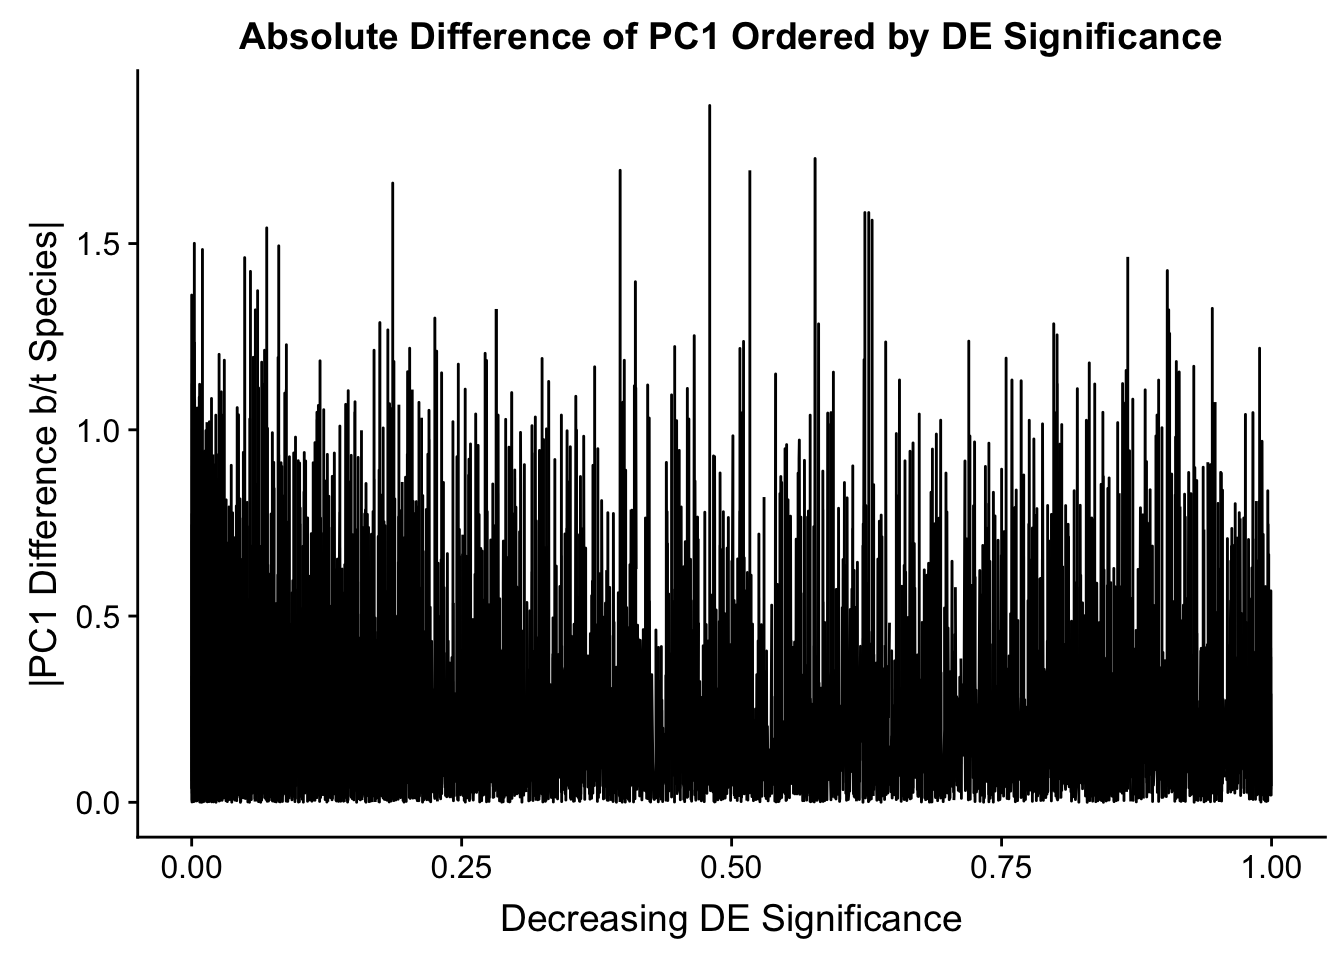 Absolute Difference of PC1 Ordered by DE Significance
|PC1 Difference b/t Species|
1.5
1.0
0.5
0.0
0.00 0.25 0.50 0.75 1.00
Decreasing DE Significance